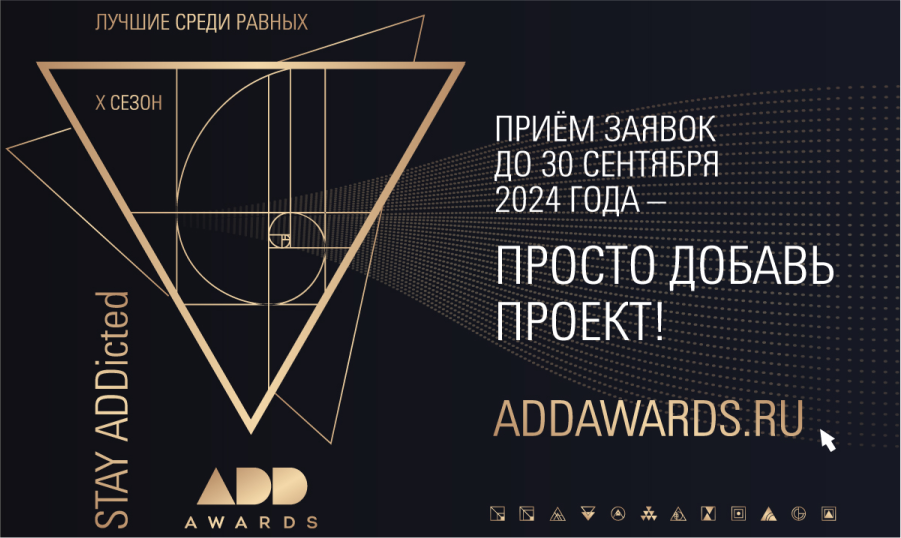 ЛУЧШИЕ СРЕДИ РАВНЫХ
X СЕЗОН
STAY ADDicted
ADD
AWARDS
ПРИЁМ ЗАЯВОК
ДО 30 СЕНТЯБРЯ
2024 ГОДА –
ПРОСТО ДОБАВЬ
ПРОЕКТ!
ADDAWARDS.RU